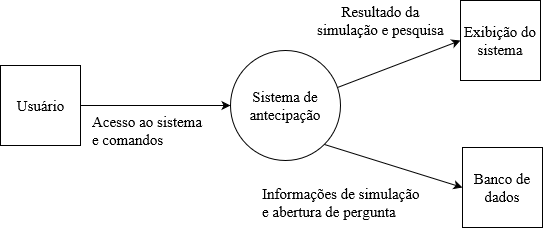 Usuário
Acesso ao sistema
e comandos
Sistema de
antecipação
Resultado da
simulação e pesquisa
Exibição do
sistema
Informações de simulação
e abertura de pergunta
Banco de
dados